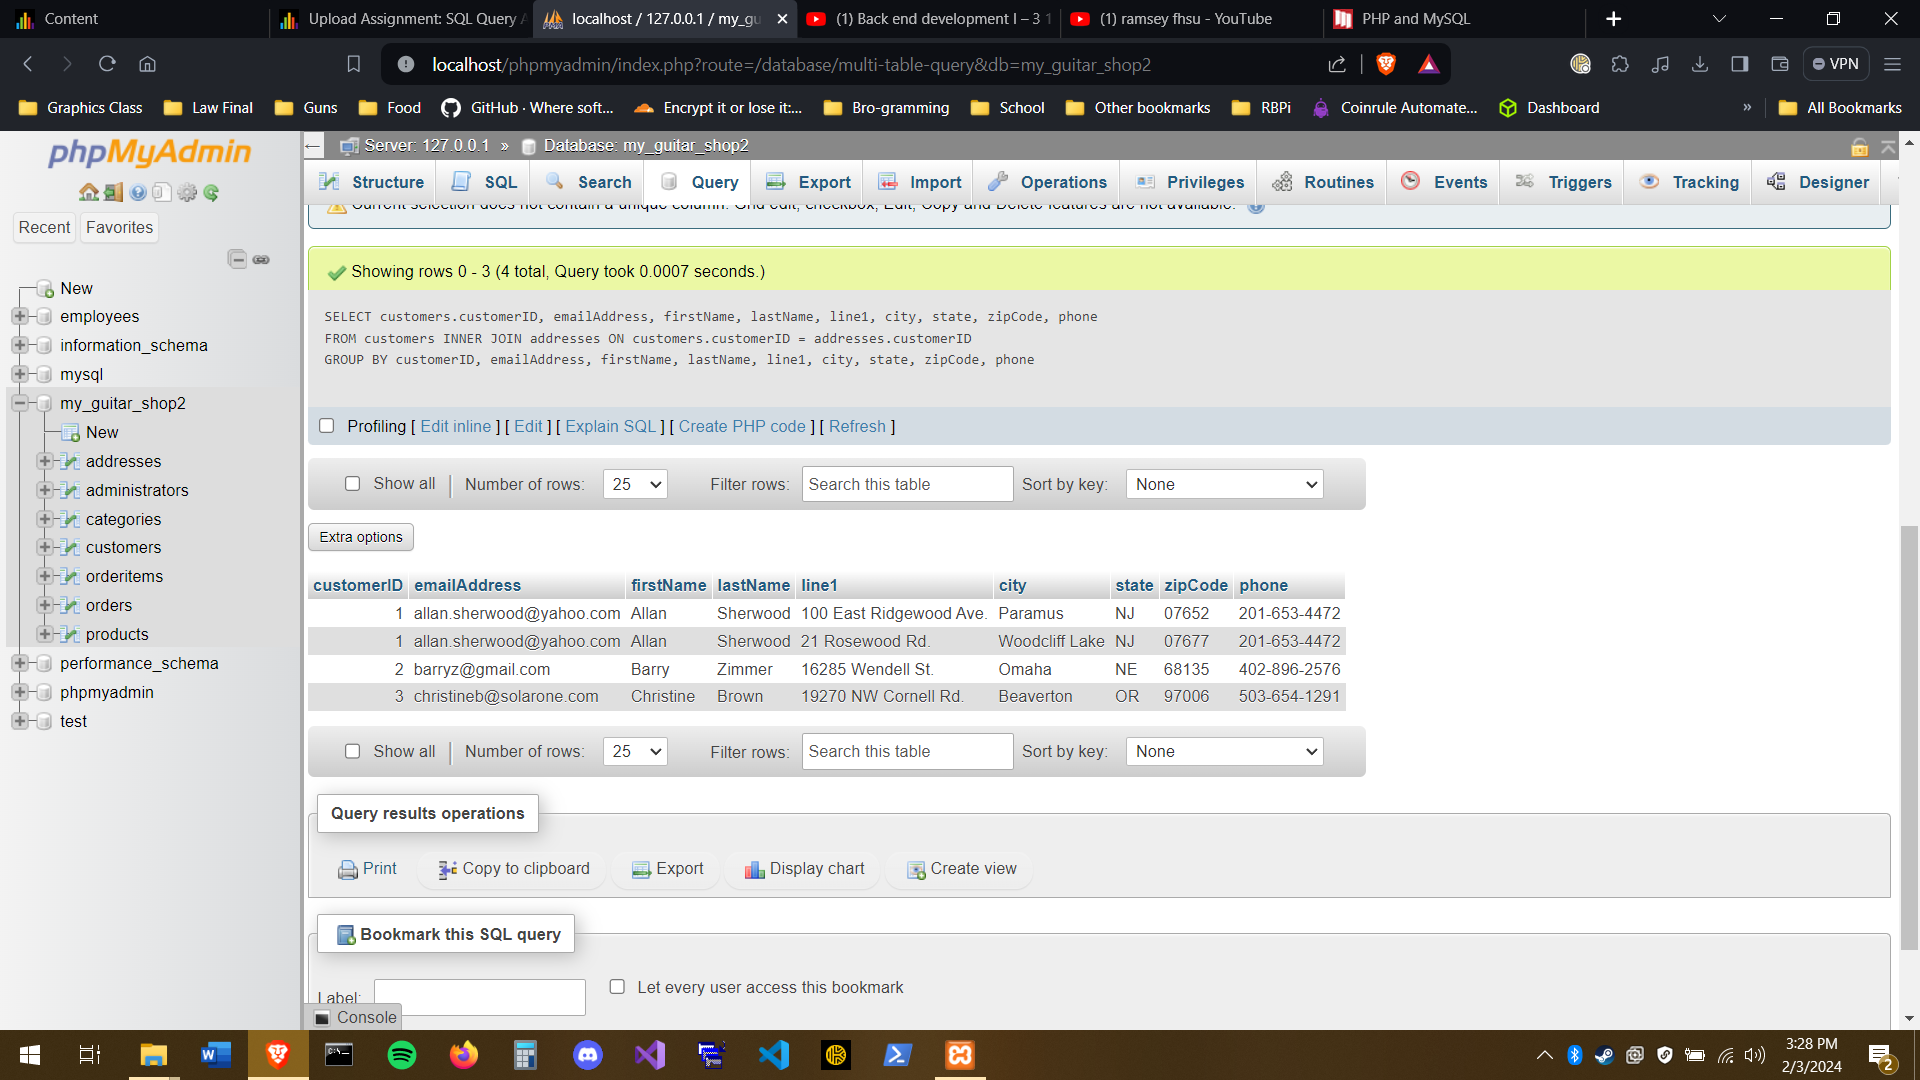 Content
Upload Assignment: SQL Query A
localhost / 127.0.0.1 / my_gu
(1) Back end development I – 3 1
(1) ramsey fhsu - YouTube
PHP and MySQL
localhost/phpmyadmin/index.php?route=/database/multi-table-query&db=my_guitar_shop2
VPN
Graphics Class
Law Final
Guns
Food
GitHub · Where soft...
Encrypt it or lose it:...
Bro-gramming
School
Other bookmarks
RBPi
Coinrule Automate...
Dashboard
»
All Bookmarks
phpMyAdmin
Recent
Favorites
New
employees
information_schema
mysql
my_guitar_shop2
New
addresses
administrators
categories
customers
orderitems
orders
products
performance_schema
phpmyadmin
test
Server: 127.0.0.1 » Database: my_guitar_shop2
Structure
SQL
Search
Query
Export
Import
Operations
Privileges
Routines
Events
Triggers
Tracking
Designer
Current selection does not contain a unique column. Grid edit, checkbox, Edit, Copy and Delete features are not available.
Showing rows 0 - 3 (4 total, Query took 0.0007 seconds.)
SELECT customers.customerID, emailAddress, firstName, lastName, line1, city, state, zipCode, phone
FROM customers INNER JOIN addresses ON customers.customerID = addresses.customerID
GROUP BY customerID, emailAddress, firstName, lastName, line1, city, state, zipCode, phone
Profiling [ Edit inline ] [ Edit ] [ Explain SQL ] [ Create PHP code ] [ Refresh ]
Show all | Number of rows: 25 Filter rows: Search this table Sort by key: None
Extra options
customerID emailAddress firstName lastName line1 city state zipCode phone
1 allan.sherwood@yahoo.com Allan Sherwood 100 East Ridgewood Ave. Paramus NJ 07652 201-653-4472
1 allan.sherwood@yahoo.com Allan Sherwood 21 Rosewood Rd. Woodcliff Lake NJ 07677 201-653-4472
2 barryz@gmail.com Barry Zimmer 16285 Wendell St. Omaha NE 68135 402-896-2576
3 christineb@solarone.com Christine Brown 19270 NW Cornell Rd. Beaverton OR 97006 503-654-1291
Show all | Number of rows: 25 Filter rows: Search this table Sort by key: None
Query results operations
Print
Copy to clipboard
Export
Display chart
Create view
Bookmark this SQL query
Label:
Let every user access this bookmark
Console
3:28 PM
2/3/2024
2